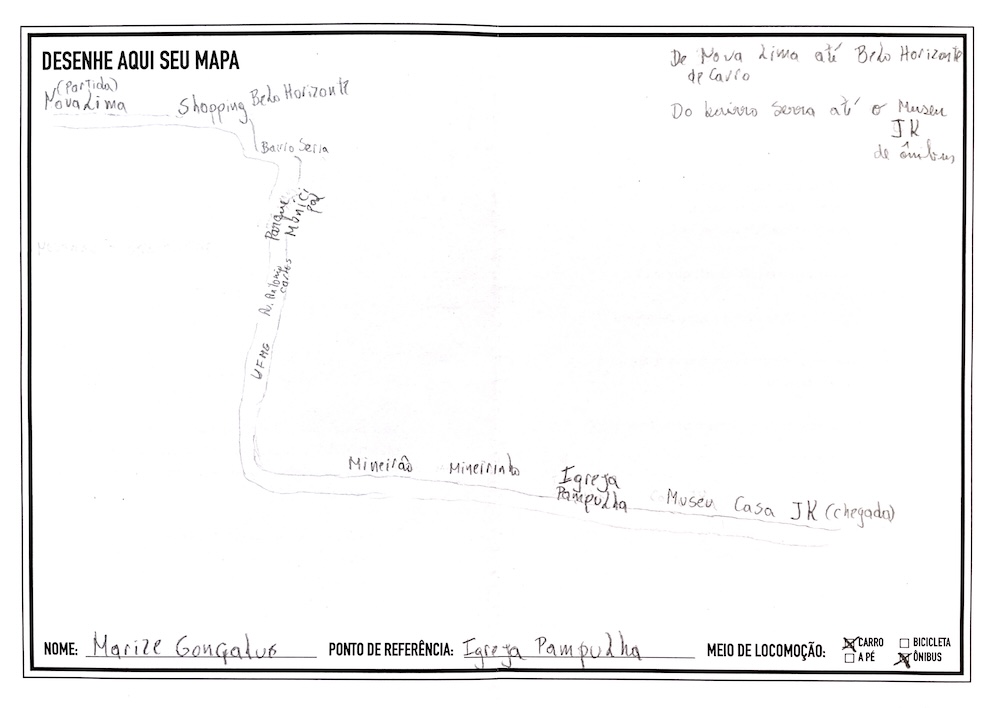 DESENHE AQUI SEU MAPA
De Nova Lima até Belo Horizonte
de Carro
Do bairro Serra até o Museu
JK
de ônibus
(Partida)
Nova Lima
Shopping Belo Horizonte
Bairro Serra
Parque
Munici
pal
Av. Antonio
Carlos
UFMG
Mineirão Mineirinho
Igreja
Pampulha
Museu Casa JK (chegada)
NOME: Marize Gonçalves PONTO DE REFERÊNCIA: Igreja Pampulha MEIO DE LOCOMOÇÃO:
CARRO BICICLETA
A PÉ ÔNIBUS